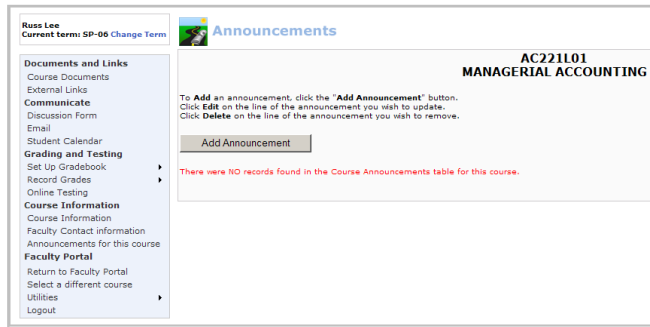 Russ Lee
Current term: SP-06 Change Term
Announcements
Documents and Links
Course Documents
External Links
Communicate
Discussion Form
Email
Student Calendar
Grading and Testing
Set Up Gradebook
Record Grades
Online Testing
Course Information
Course Information
Faculty Contact information
Announcements for this course
Faculty Portal
Return to Faculty Portal
Select a different course
Utilities
Logout
AC221L01
MANAGERIAL ACCOUNTING
To Add an announcement, click the "Add Announcement" button.
Click Edit on the line of the announcement you wish to update.
Click Delete on the line of the announcement you wish to remove.
Add Announcement
There were NO records found in the Course Announcements table for this course.